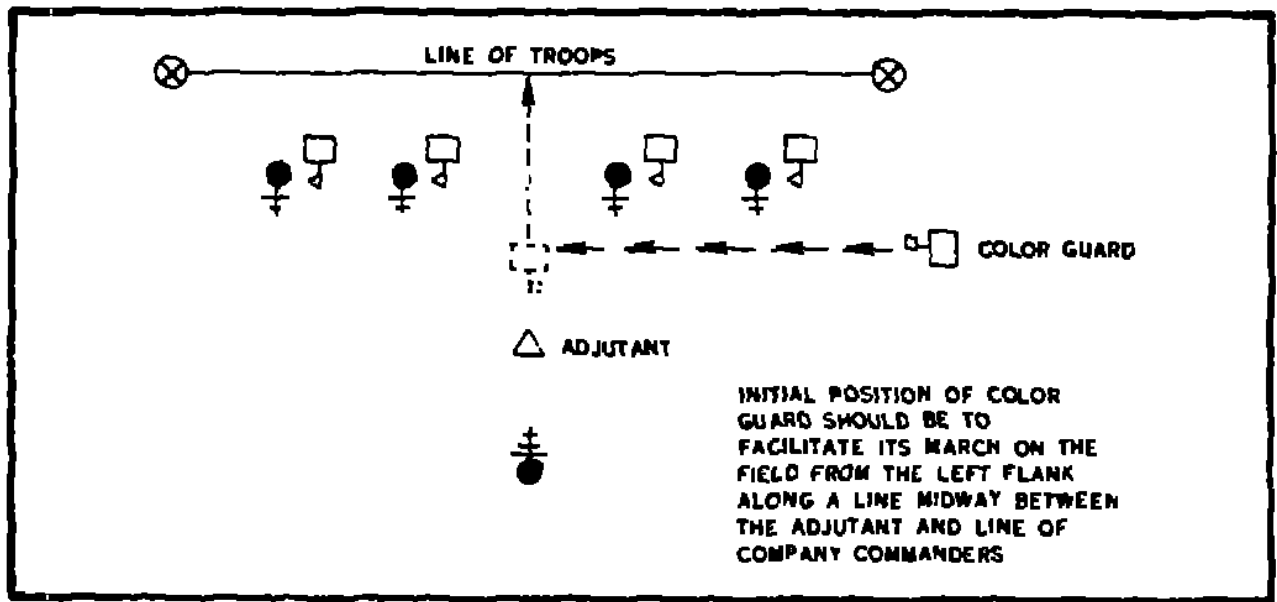 LINE OF TROOPS
COLOR GUARD
ADJUTANT
INITIAL POSITION OF COLOR
GUARD SHOULD BE TO
FACILITATE ITS MARCH ON THE
FIELD FROM THE LEFT FLANK
ALONG A LINE MIDWAY BETWEEN
THE ADJUTANT AND LINE OF
COMPANY COMMANDERS